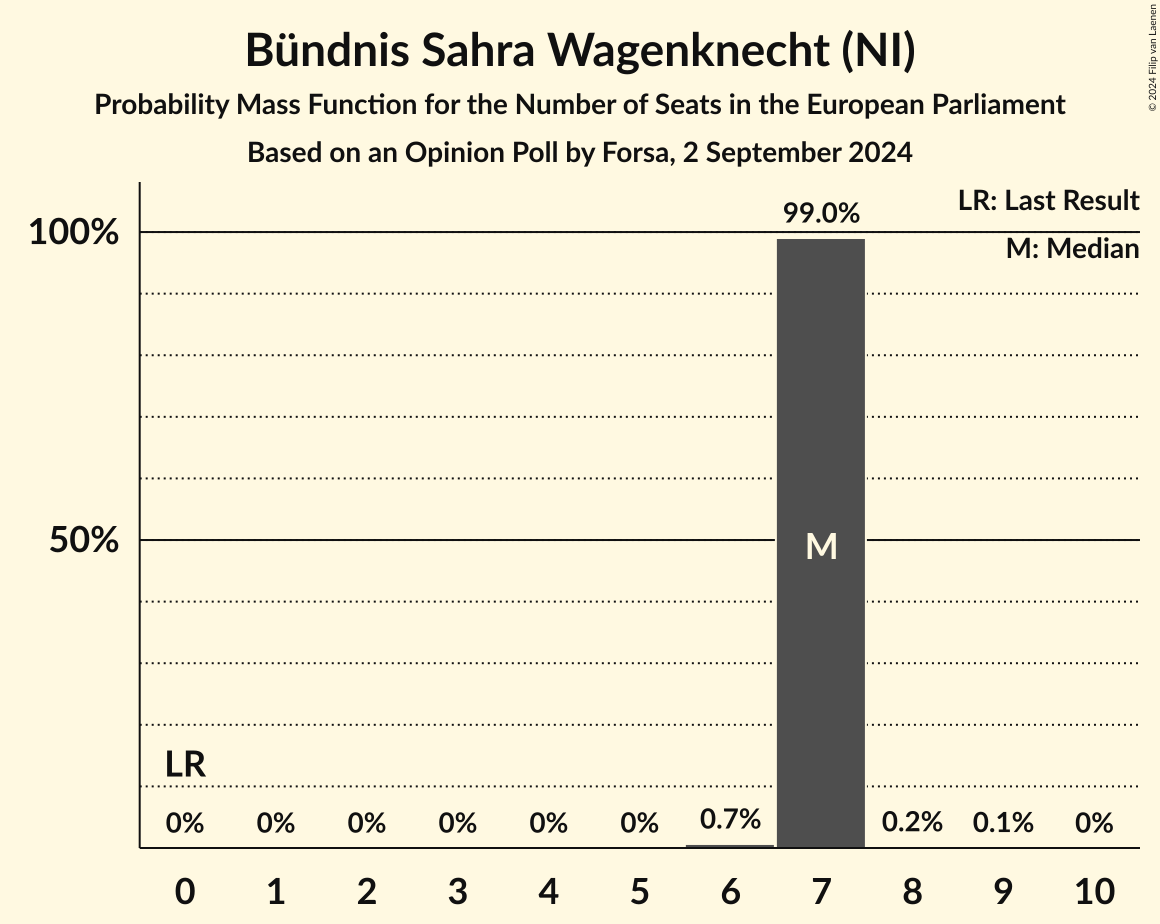 Bündnis Sahra Wagenknecht (NI)
Probability Mass Function for the Number of Seats in the European Parliament
Based on an Opinion Poll by Forsa, 2 September 2024
© 2024 Filip van Laenen
LR: Last Result
M: Median
99.0%
100%
50%
M
LR
0% 0% 0% 0% 0% 0% 0.7% 0.2% 0.1% 0%
0 1 2 3 4 5 6 7 8 9 10